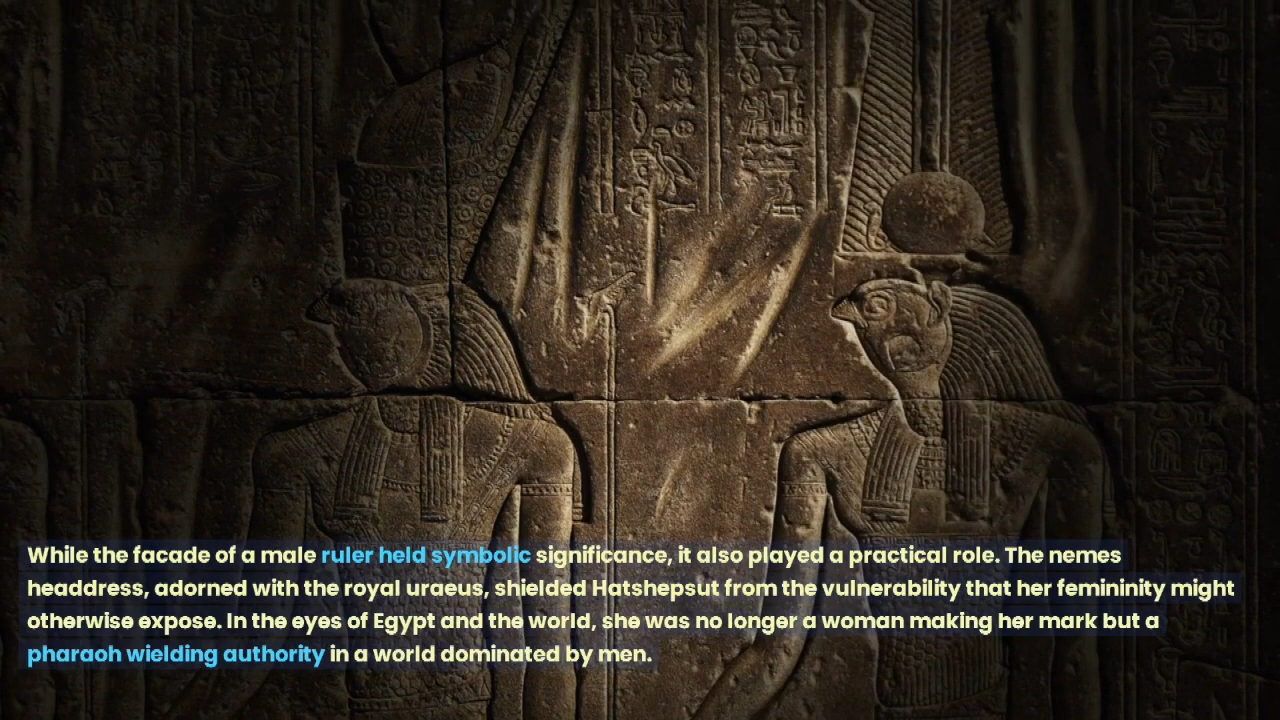 While the facade of a male ruler held symbolic significance, it also played a practical role. The nemes
headdress, adorned with the royal uraeus, shielded Hatshepsut from the vulnerability that her femininity might
otherwise expose. In the eyes of Egypt and the world, she was no longer a woman making her mark but a
pharaoh wielding authority in a world dominated by men.